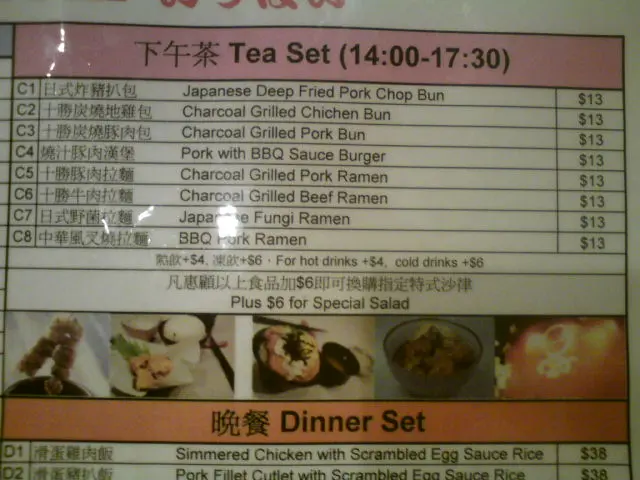 下午茶 Tea Set (14:00-17:30)
C1 日式炸豬扒包 Japanese Deep Fried Pork Chop Bun $13
C2 十勝炭燒地雞包 Charcoal Grilled Chichen Bun $13
C3 十勝炭燒豚肉包 Charcoal Grilled Pork Bun $13
C4 燒汁豚肉漢堡 Pork with BBQ Sauce Burger $13
C5 十勝豚肉拉麵 Charcoal Grilled Pork Ramen $13
C6 十勝牛肉拉麵 Charcoal Grilled Beef Ramen $13
C7 日式野菌拉麵 Japanese Fungi Ramen $13
C8 中華風叉燒拉麵 BBQ Pork Ramen $13
熱飲+$4, 凍飲+$6 · For hot drinks +$4, cold drinks +$6
凡惠顧以上食品加$6即可換購指定特式沙律
Plus $6 for Special Salad
晚餐 Dinner Set
D1 滑蛋雞肉飯 Simmered Chicken with Scrambled Egg Sauce Rice $38
D2 滑蛋豬扒飯 Pork Fillet Cutlet with Scrambled Egg Sauce Rice $38